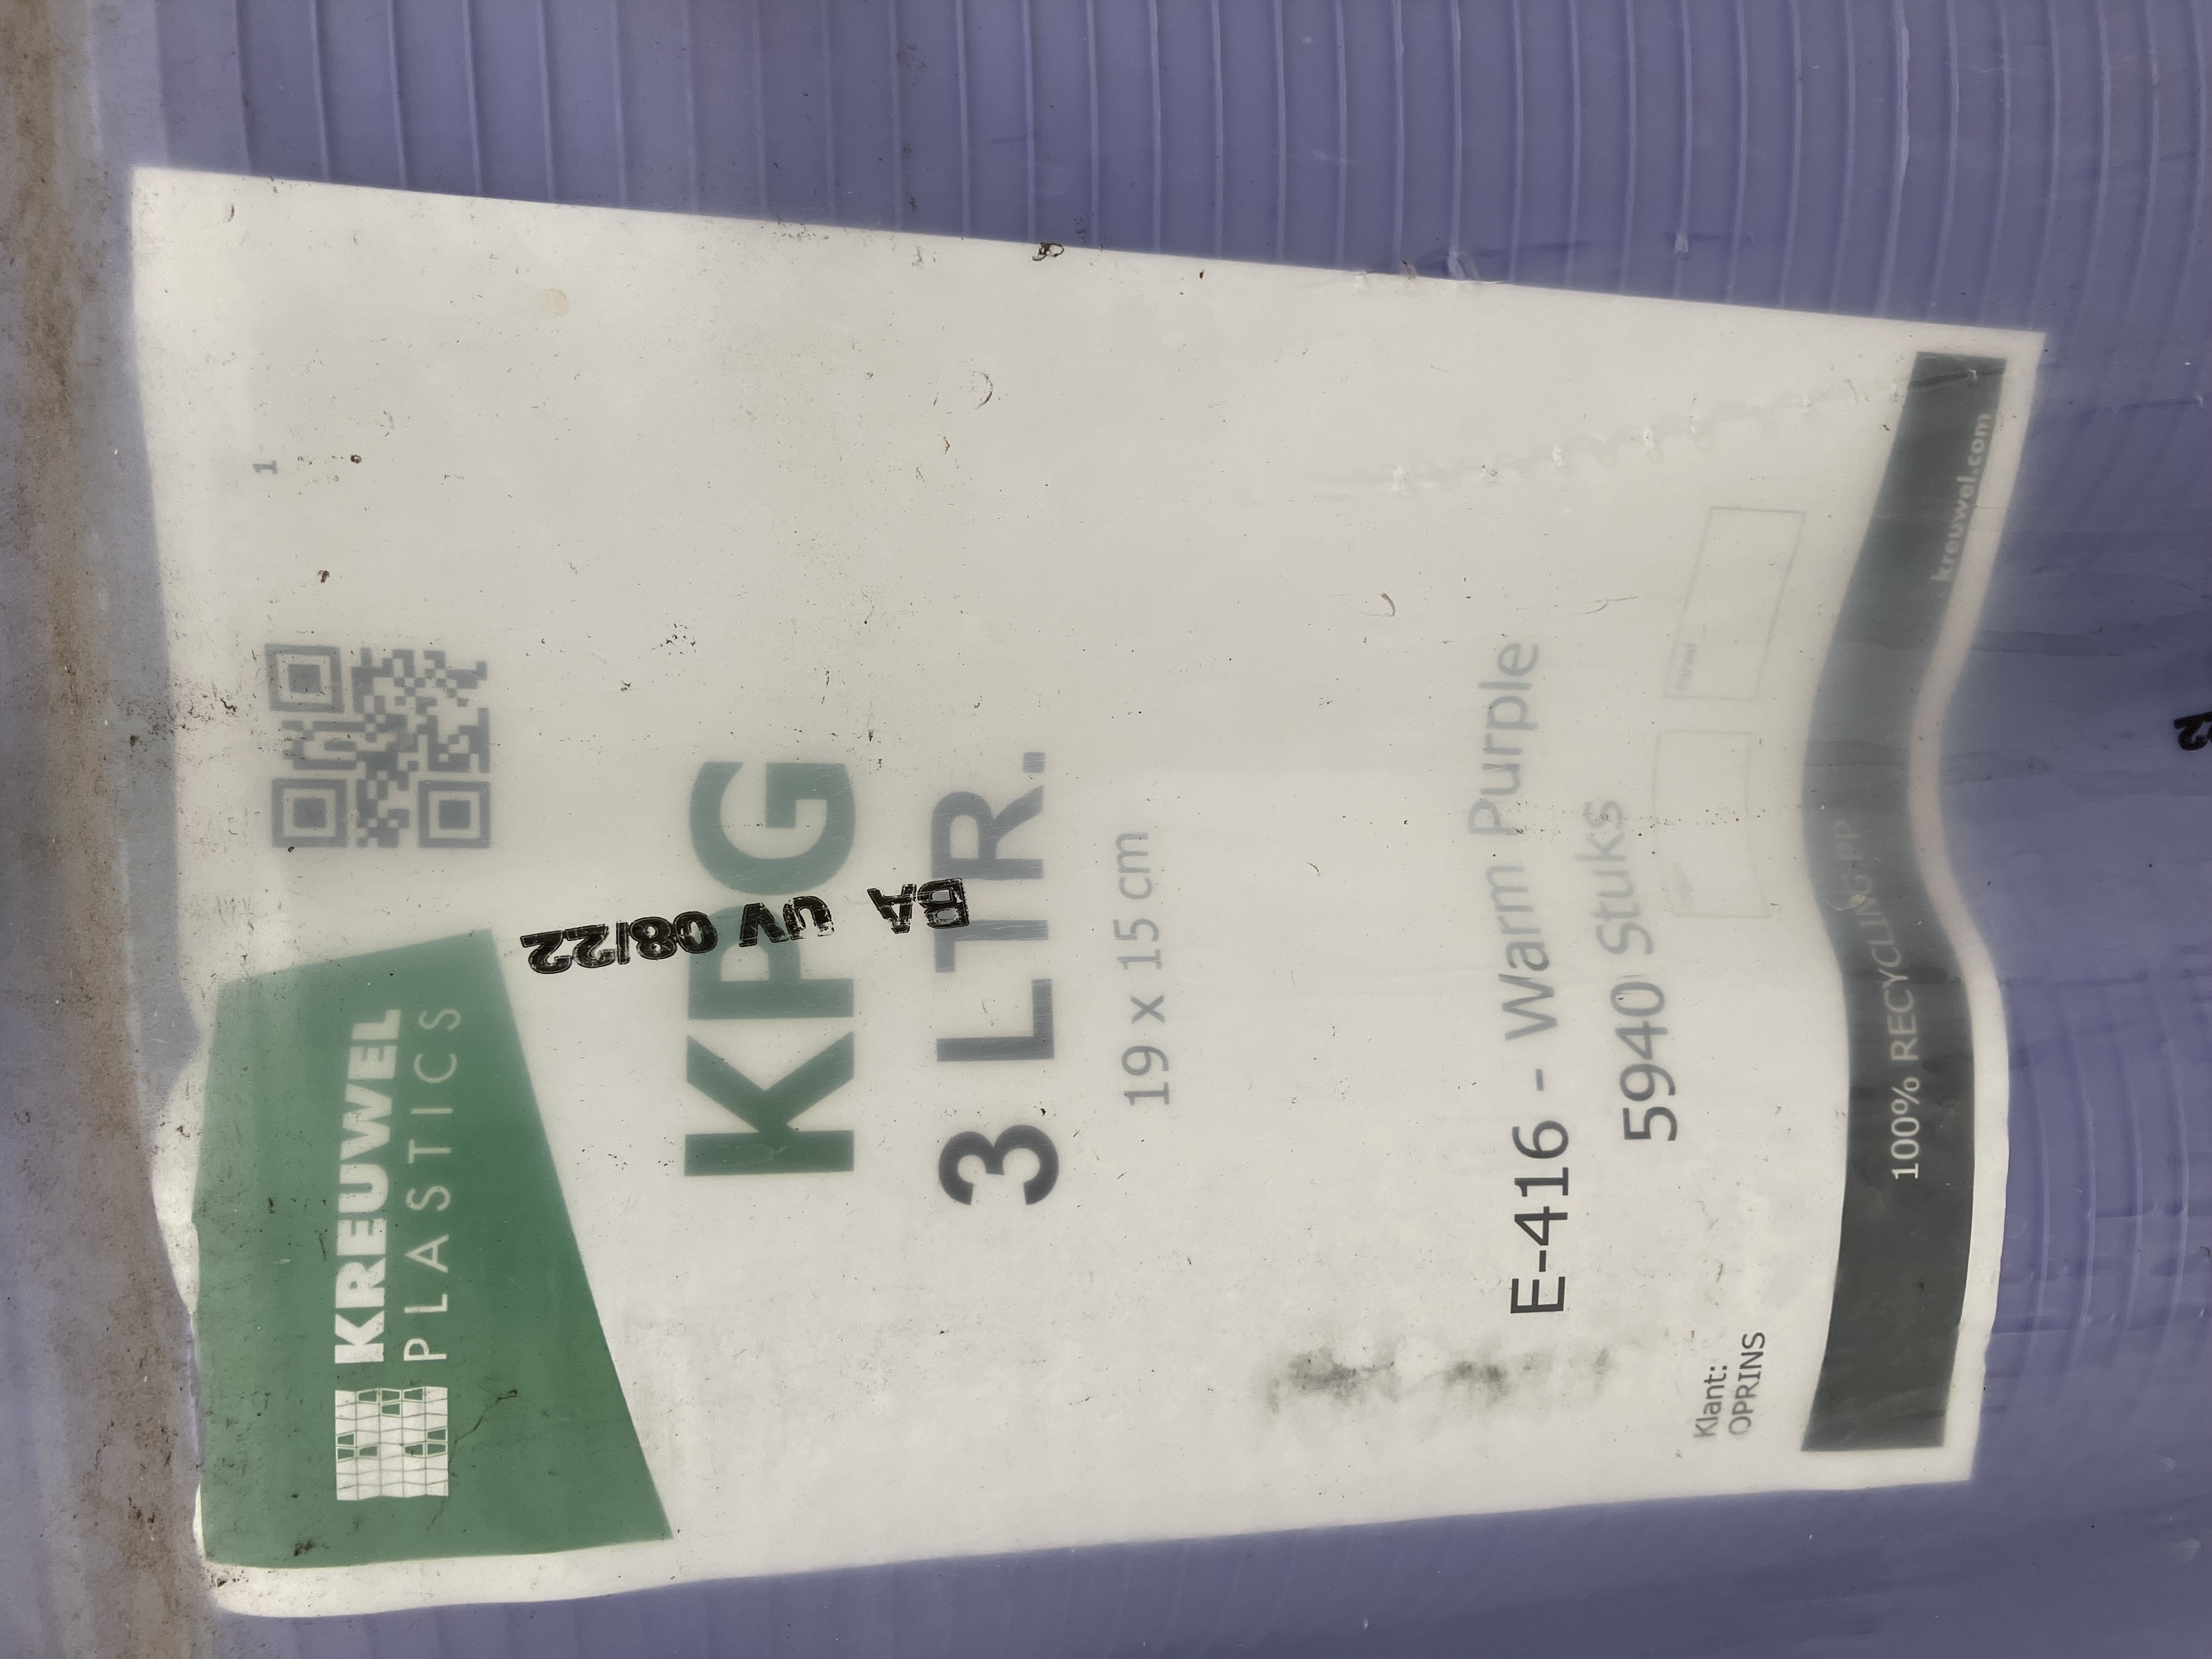 KREUWEL
PLASTICS
1
KPG
3 LTR.
19 x 15 cm
BA UV 08/22
E-416 - Warm Purple
5940 Stuks
Klant:
OPRINS
100% RECYCLING PP
kreuwel.com